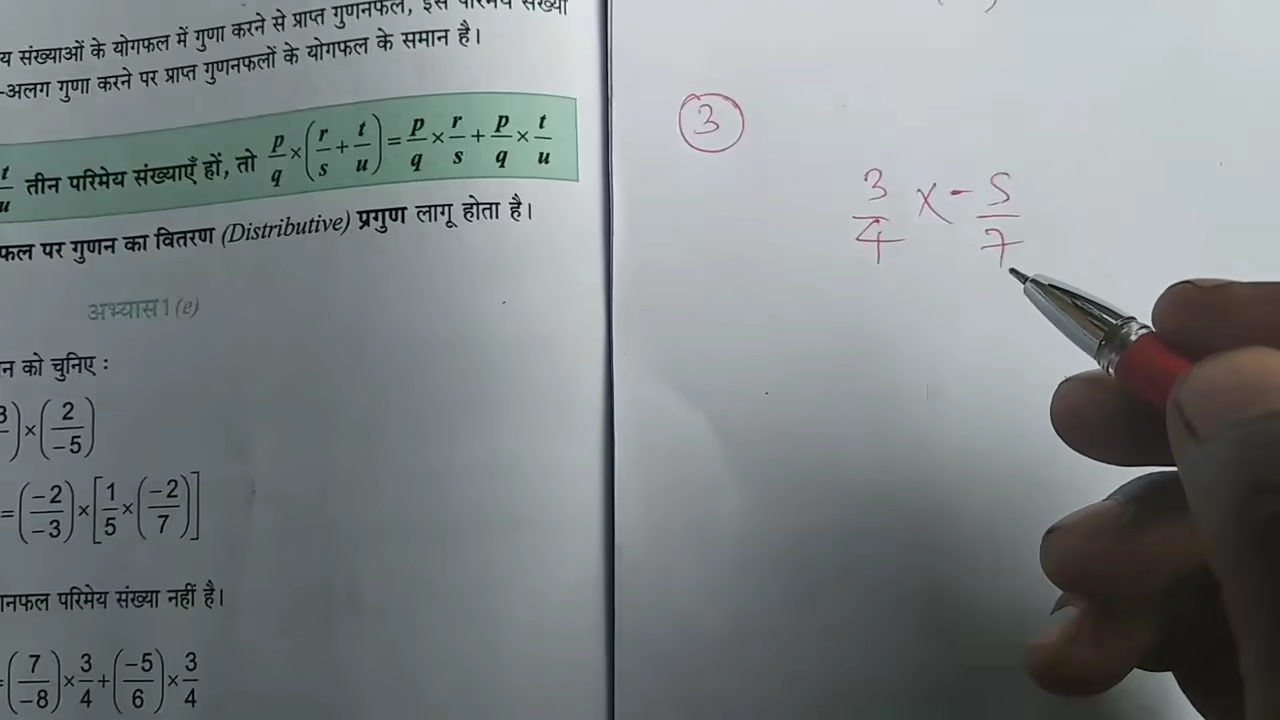 संख्याओं के योगफल में गुणा करने से प्राप्त गुणनफल, इस परिमेय संख्या
-अलग गुणा करने पर प्राप्त गुणनफलों के योगफल के समान है।
t/u तीन परिमेय संख्याएँ हों, तो p/q × (r/s + t/u) = p/q × r/s + p/q × t/u
पर गुणन का वितरण (Distributive) प्रगुण लागू होता है।
अभ्यास 1 (e)
को चुनिए :
) × (2/-5)
= (-2/-3) × [1/5 × (-2/7)]
परिमेय संख्या नहीं है।
= (7/-8) × 3/4 + (-5/6) × 3/4
3
3/4 × -5/7